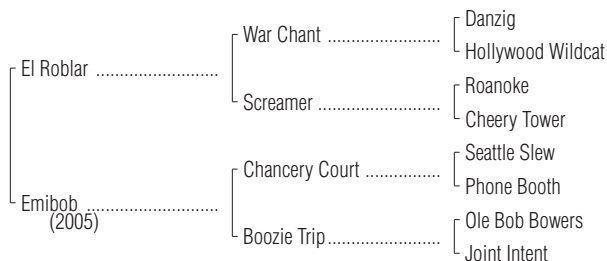 Danzig
War Chant ......................
Hollywood Wildcat
El Roblar ........................
Roanoke
Screamer ........................
Cheery Tower
Seattle Slew
Chancery Court ...............
Phone Booth
Emibob ..........................
(2005)
Ole Bob Bowers
Boozie Trip......................
Joint Intent